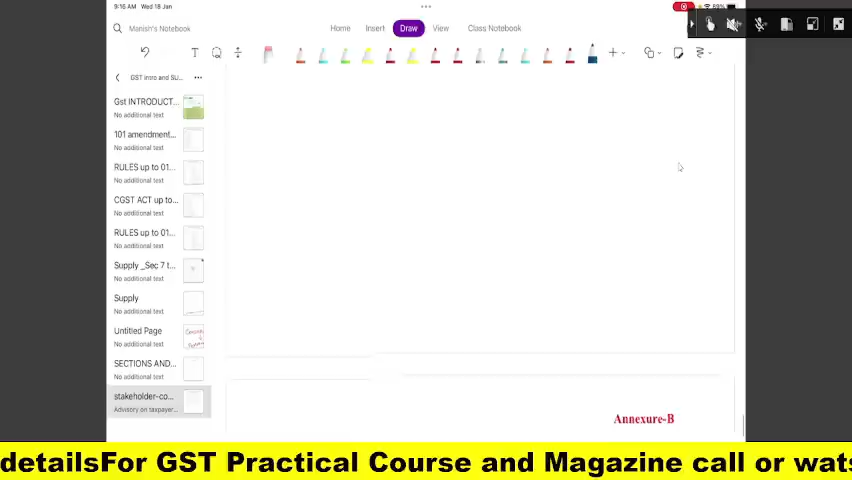 9:16 AM Wed 18 Jan
69%
Manish's Notebook
Home Insert Draw View Class Notebook
GST intro and SU...
Gst INTRODUCT...
No additional text
101 amendment...
No additional text
RULES up to 01...
No additional text
CGST ACT up to...
No additional text
RULES up to 01...
No additional text
Supply _Sec 7 t...
No additional text
Supply
No additional text
Untitled Page
No additional text
SECTIONS AND...
No additional text
stakeholder-co...
Advisory on taxpayer...
Annexure-B
detailsFor GST Practical Course and Magazine call or wats